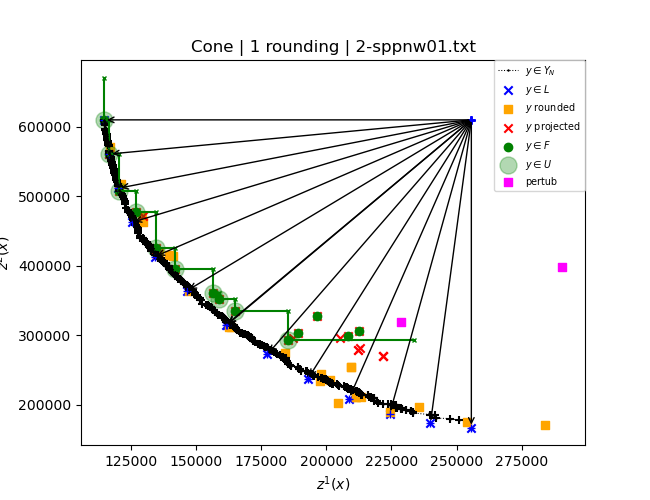 Cone | 1 rounding | 2-sppnw01.txt
y ∈ Y_N
y ∈ L
y rounded
y projected
y ∈ F
y ∈ U
pertub
600000
500000
400000
300000
200000
z²(x)
125000 150000 175000 200000 225000 250000 275000
z¹(x)